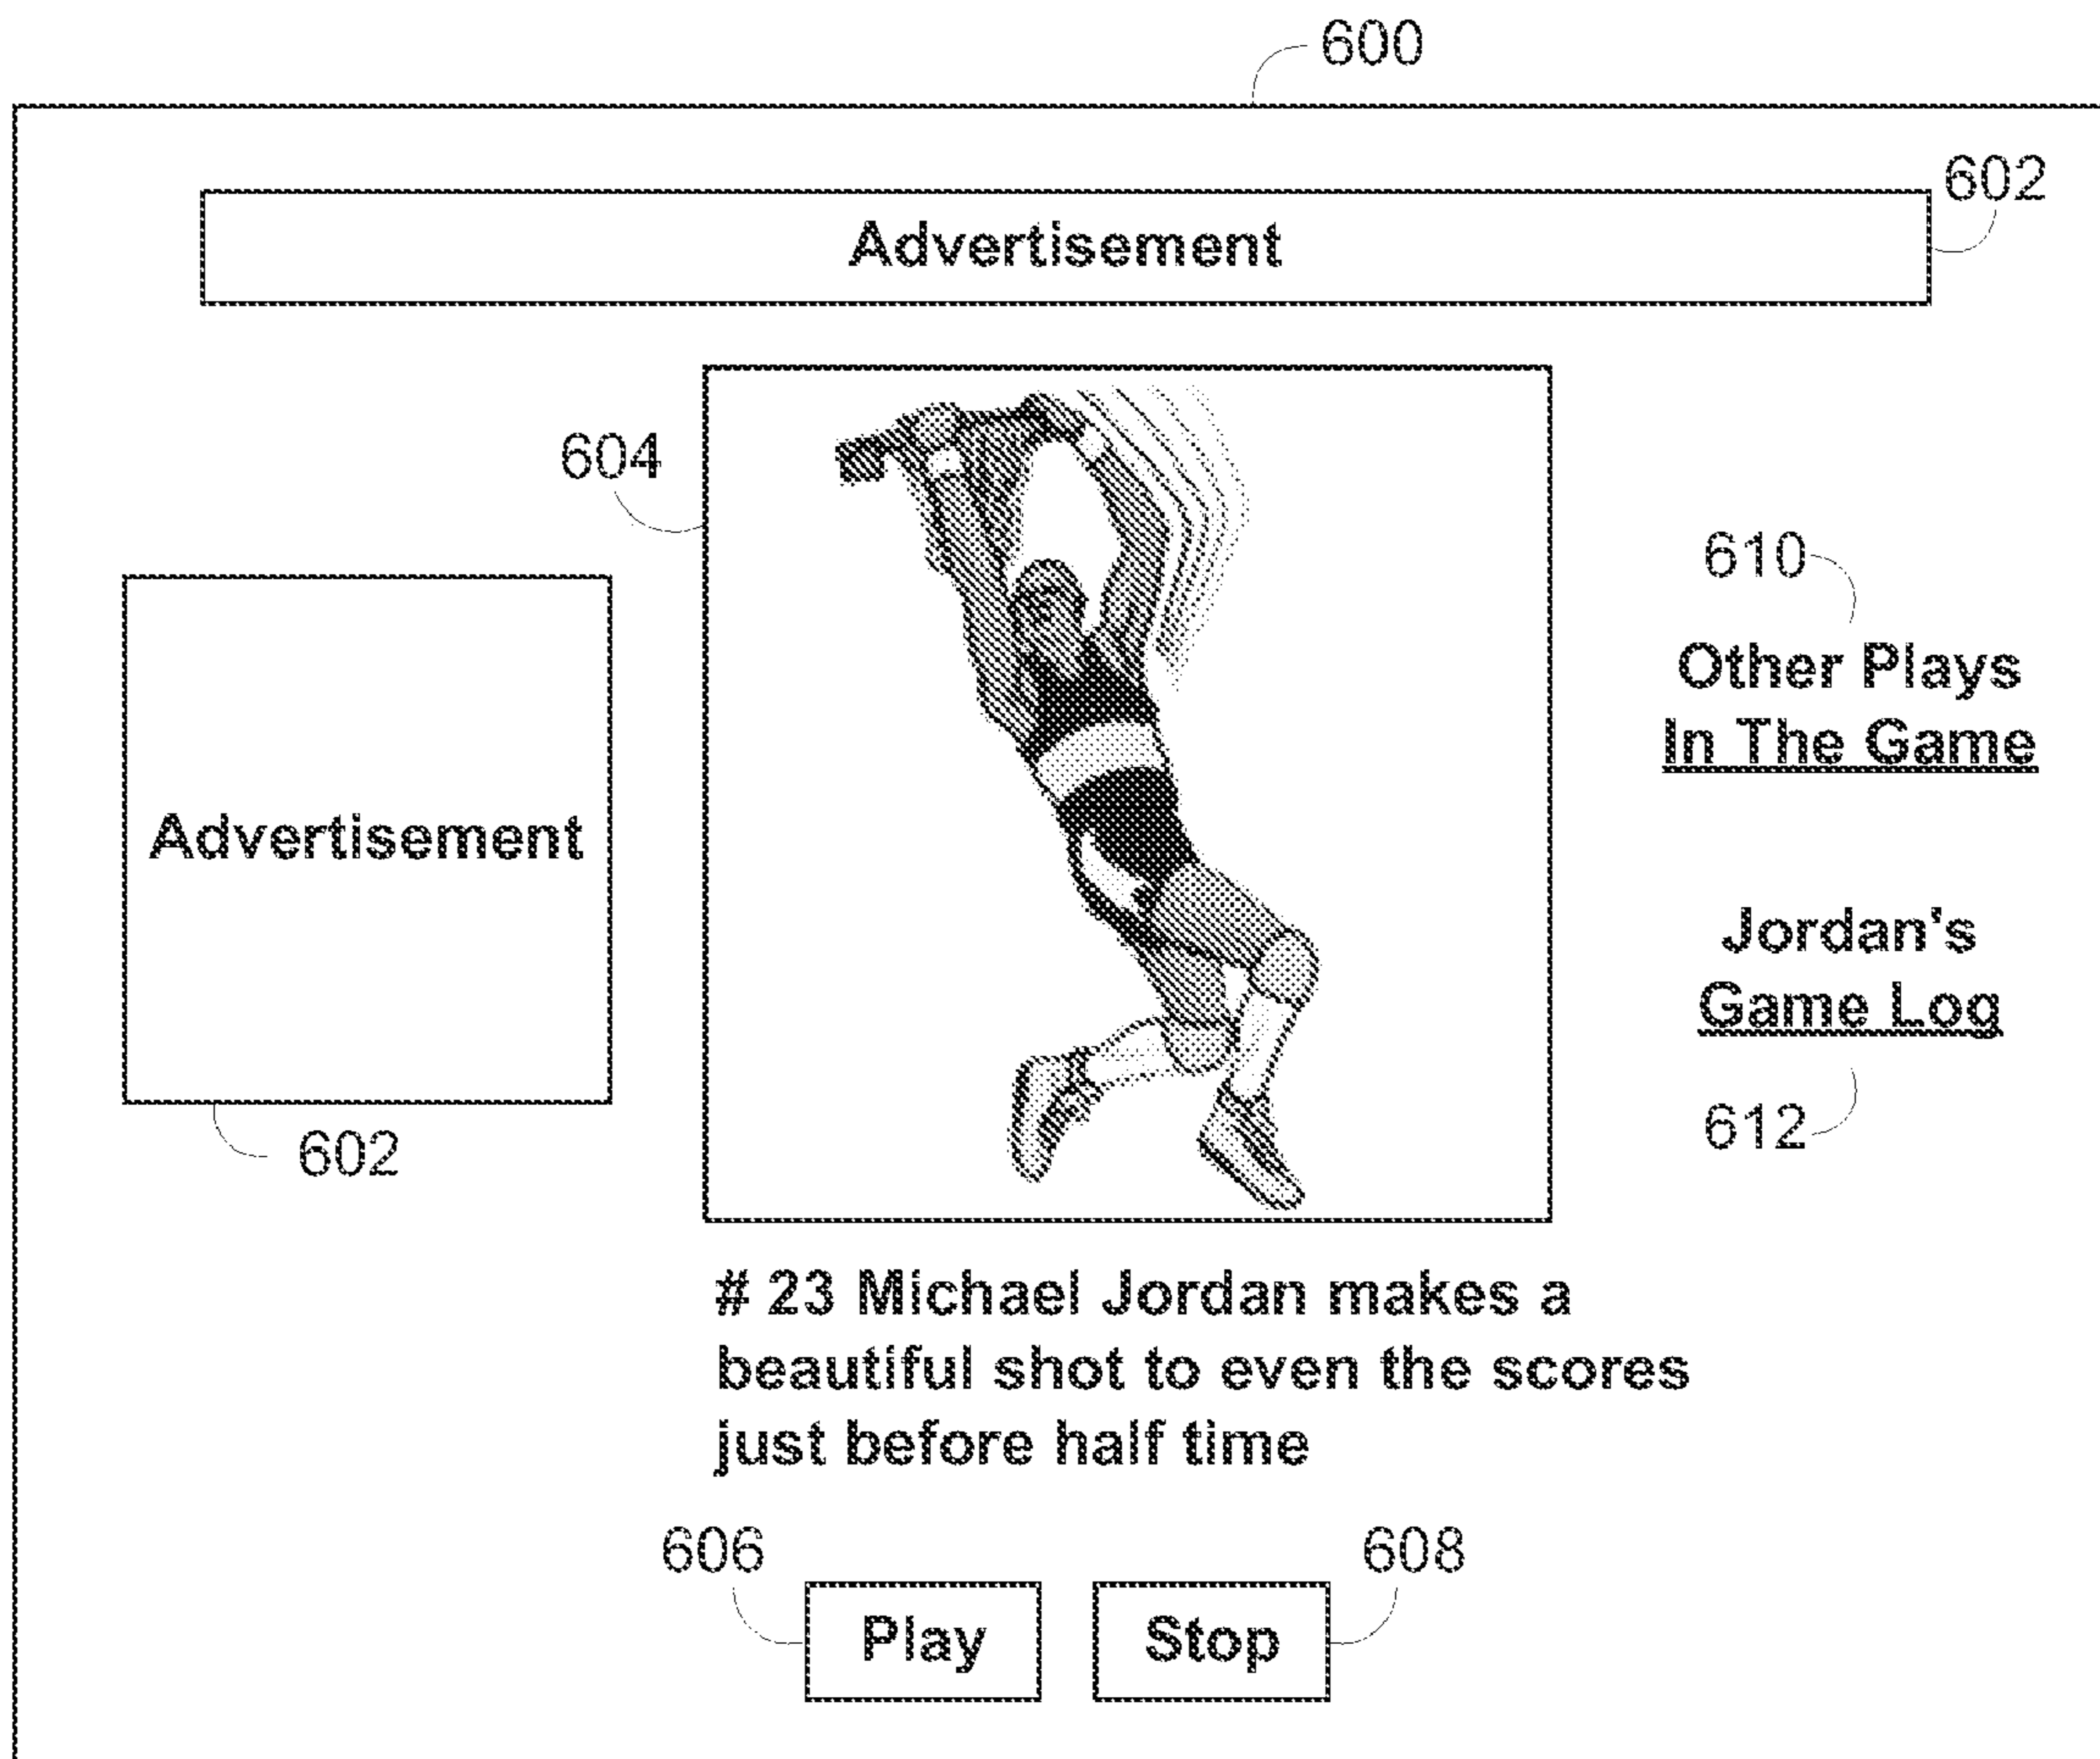 600
602
Advertisement
604
610
Other Plays
In The Game
Advertisement
Jordan's
Game Log
612
602
# 23 Michael Jordan makes a
beautiful shot to even the scores
just before half time
606
608
Play
Stop